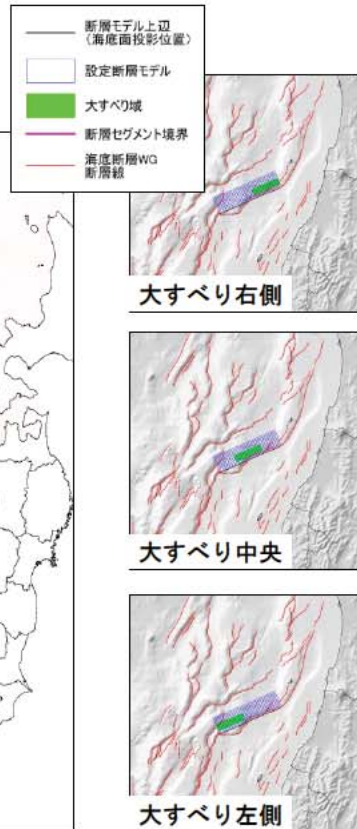 断層モデル上辺
(海底面投影位置)
設定断層モデル
大すべり域
断層セグメント境界
海底断層WG
断層線
大すべり右側
大すべり中央
大すべり左側